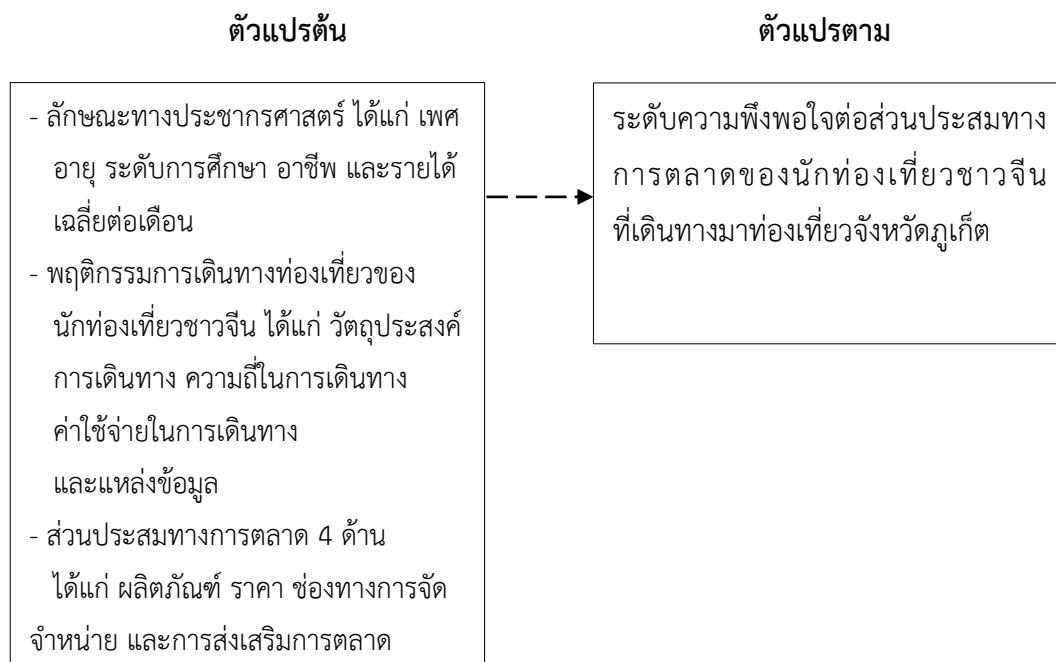 ตัวแปรต้น
ตัวแปรตาม
- ลักษณะทางประชากรศาสตร์ ได้แก่ เพศ
อายุ ระดับการศึกษา อาชีพ และรายได้
เฉลี่ยต่อเดือน
- พฤติกรรมการเดินทางท่องเที่ยวของ
นักท่องเที่ยวชาวจีน ได้แก่ วัตถุประสงค์
การเดินทาง ความถี่ในการเดินทาง
ค่าใช้จ่ายในการเดินทาง
และแหล่งข้อมูล
- ส่วนประสมทางการตลาด 4 ด้าน
ได้แก่ ผลิตภัณฑ์ ราคา ช่องทางการจัด
จำหน่าย และการส่งเสริมการตลาด
ระดับความพึงพอใจต่อส่วนประสมทาง
การตลาดของนักท่องเที่ยวชาวจีน
ที่เดินทางมาท่องเที่ยวจังหวัดภูเก็ต